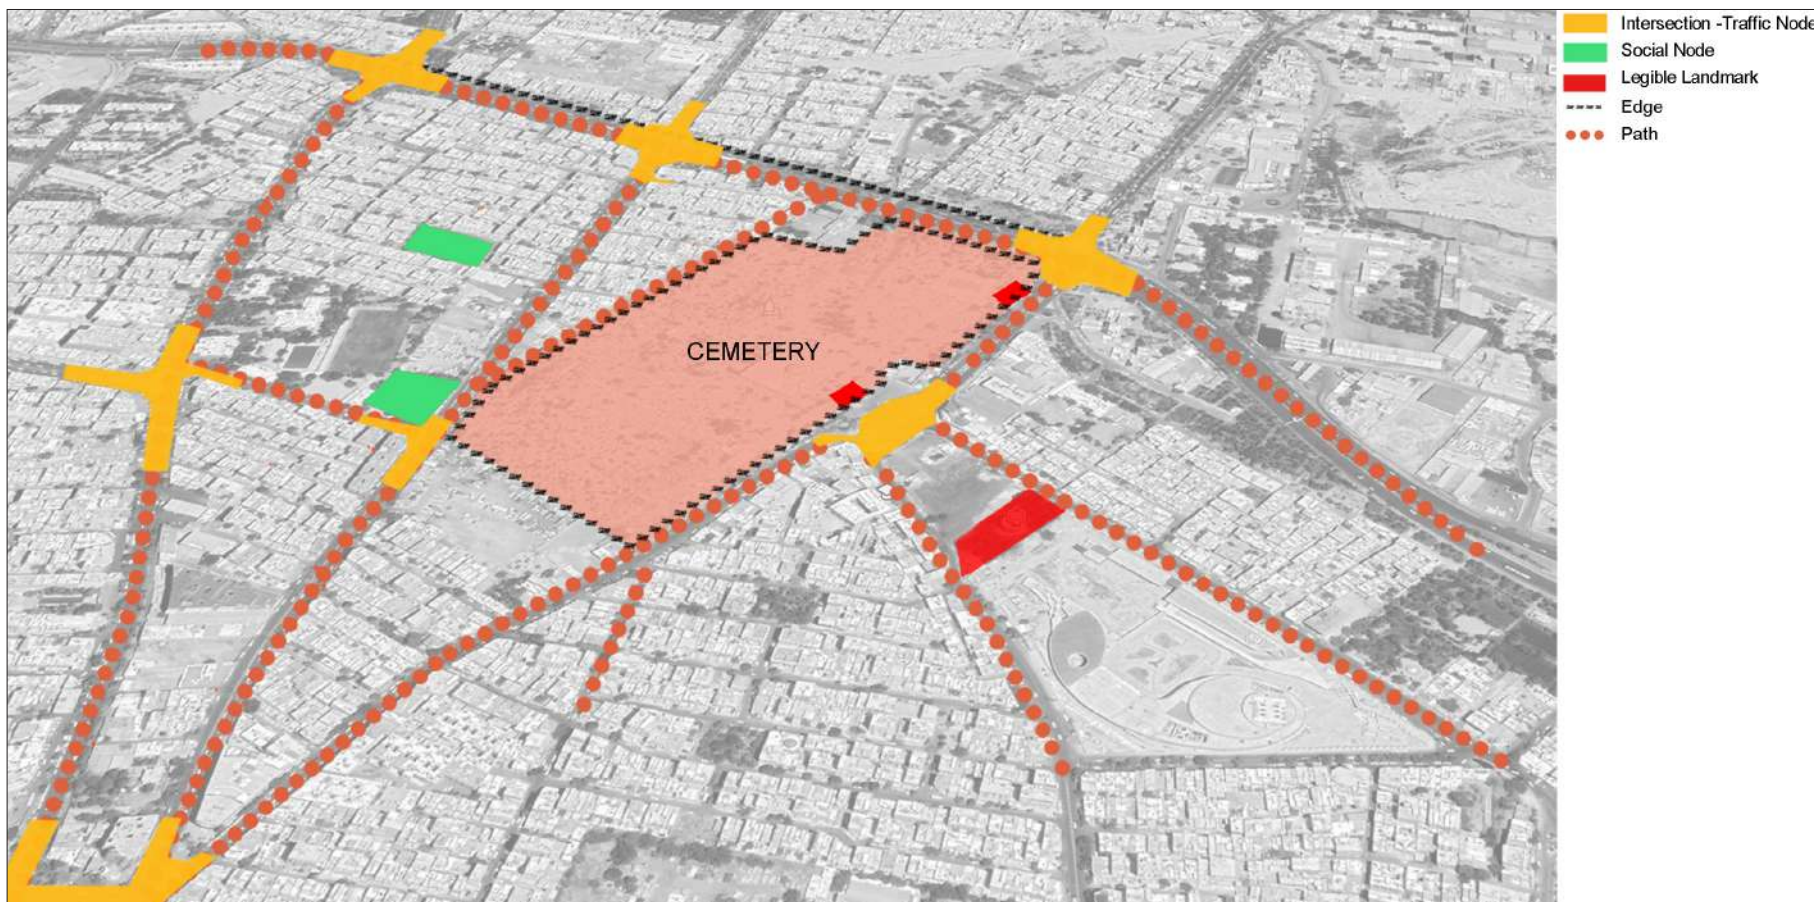 Intersection -Traffic Node
Social Node
Legible Landmark
Edge
Path
CEMETERY